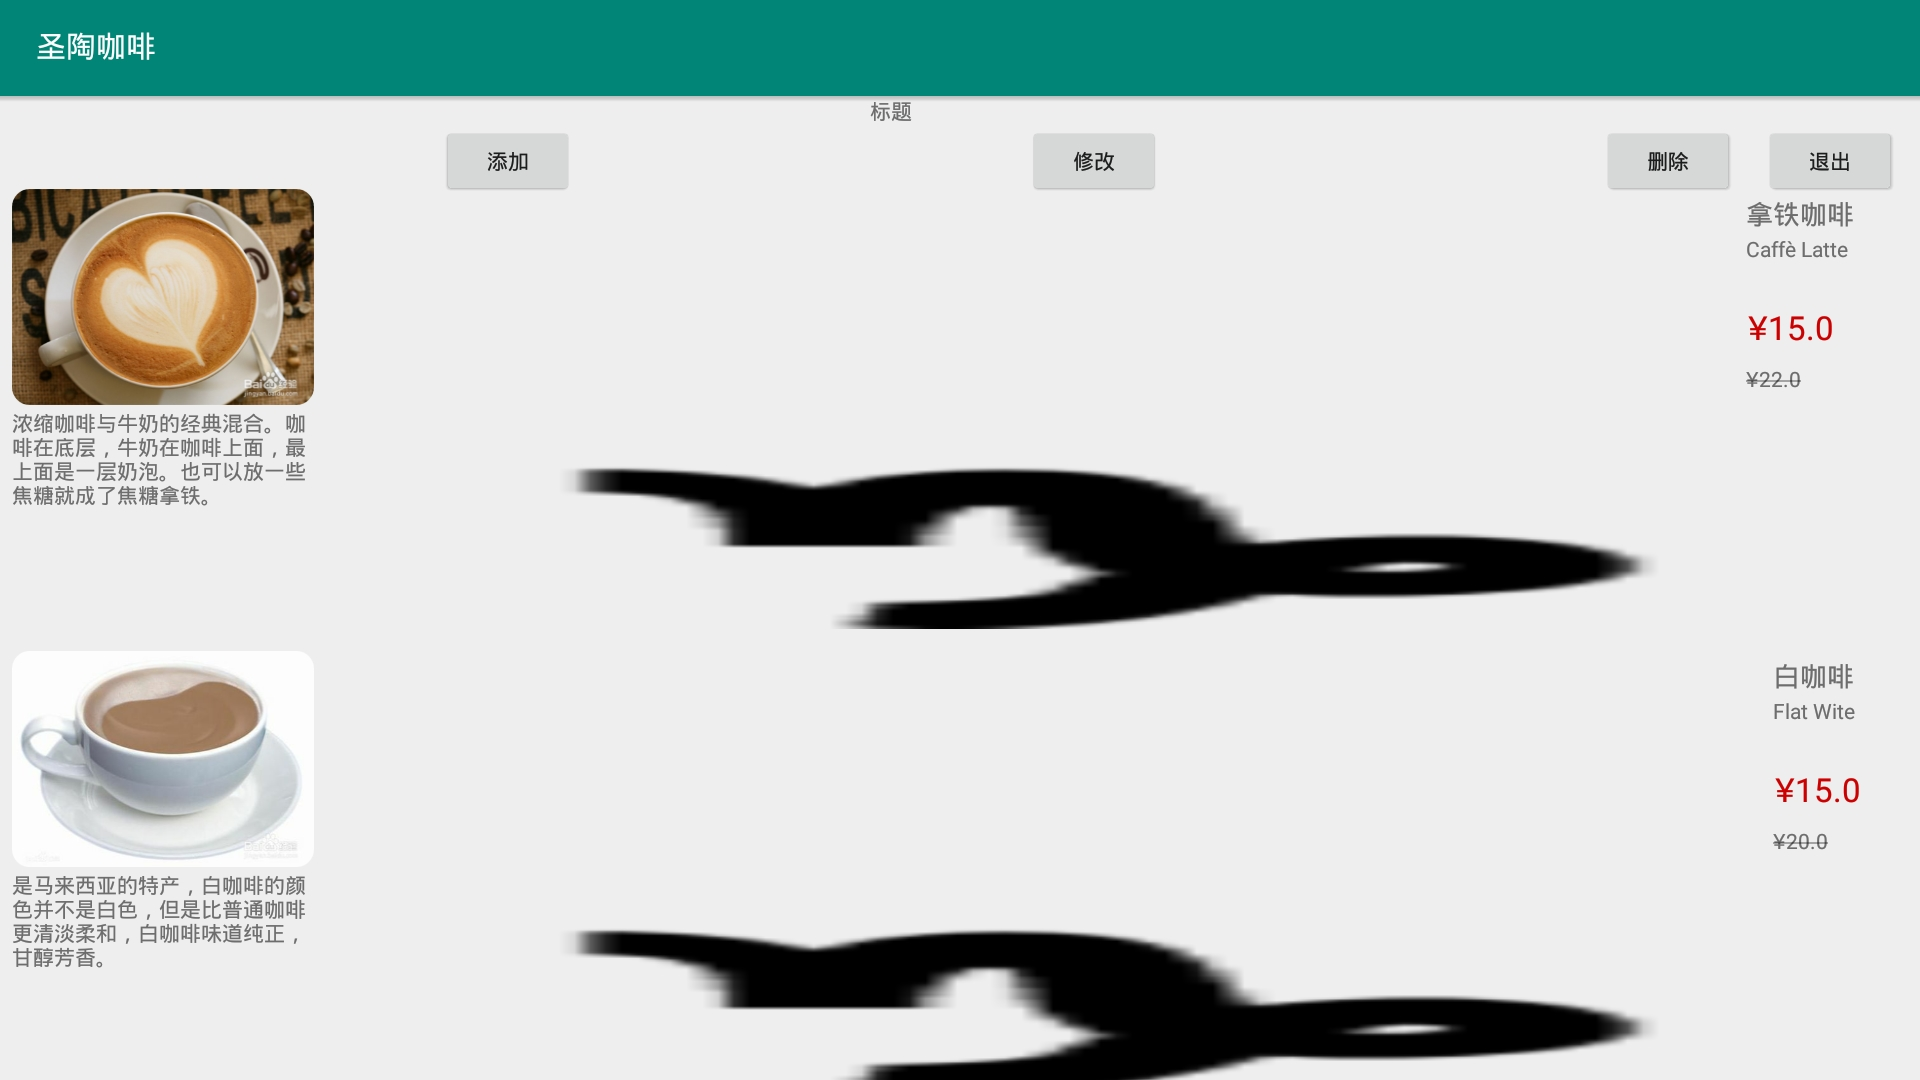 圣陶咖啡
标题
添加
修改
删除
退出
拿铁咖啡
Caffè Latte
¥15.0
¥22.0
浓缩咖啡与牛奶的经典混合。咖
啡在底层，牛奶在咖啡上面，最
上面是一层奶泡。也可以放一些
焦糖就成了焦糖拿铁。
白咖啡
Flat Wite
¥15.0
¥20.0
是马来西亚的特产，白咖啡的颜
色并不是白色，但是比普通咖啡
更清淡柔和，白咖啡味道纯正，
甘醇芳香。